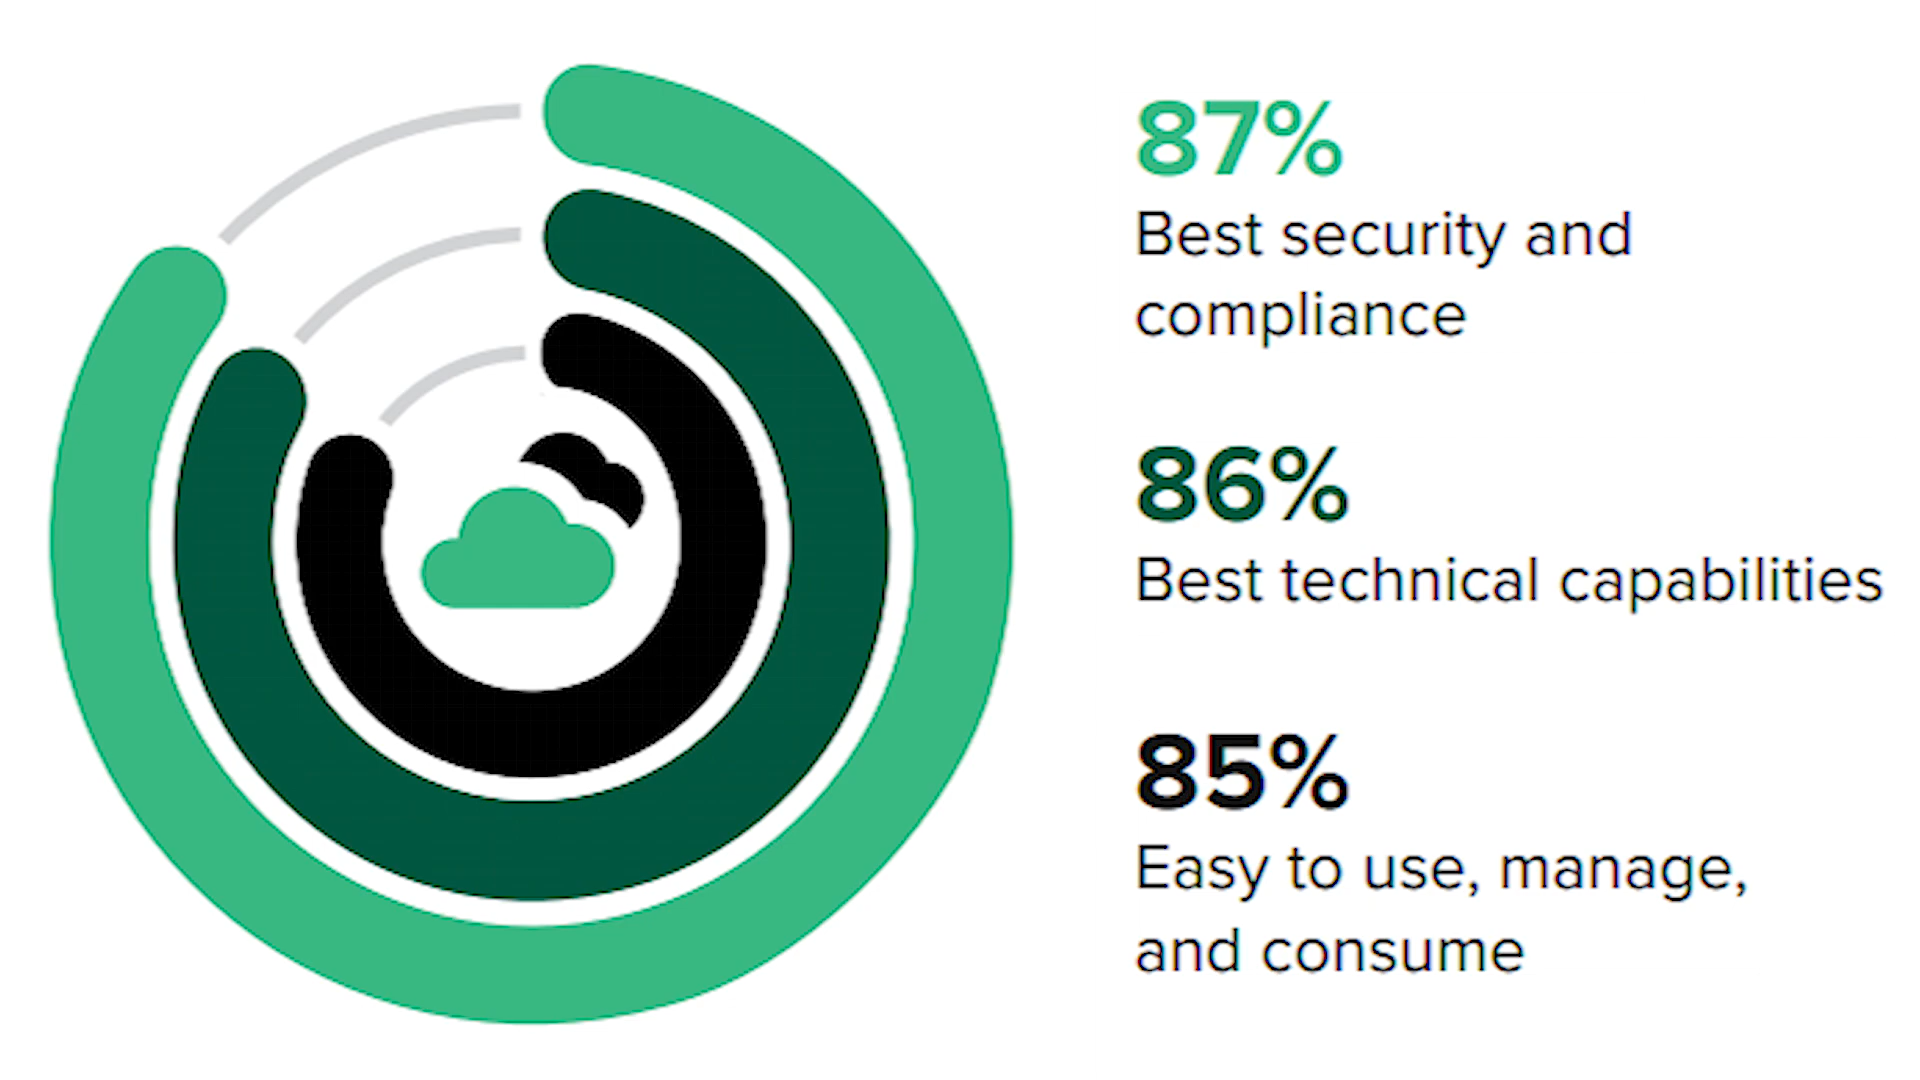 87%
Best security and
compliance
86%
Best technical capabilities
85%
Easy to use, manage,
and consume